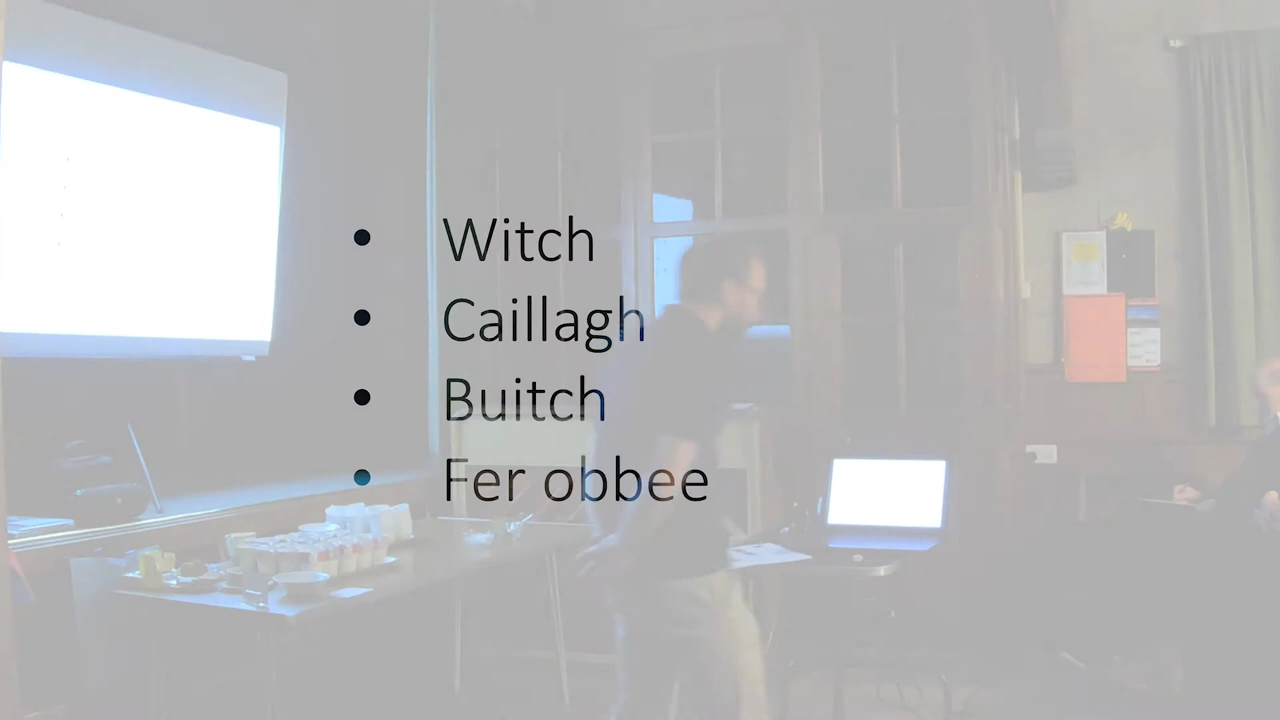 • Witch
• Caillagh
• Buitch
• Fer obbee